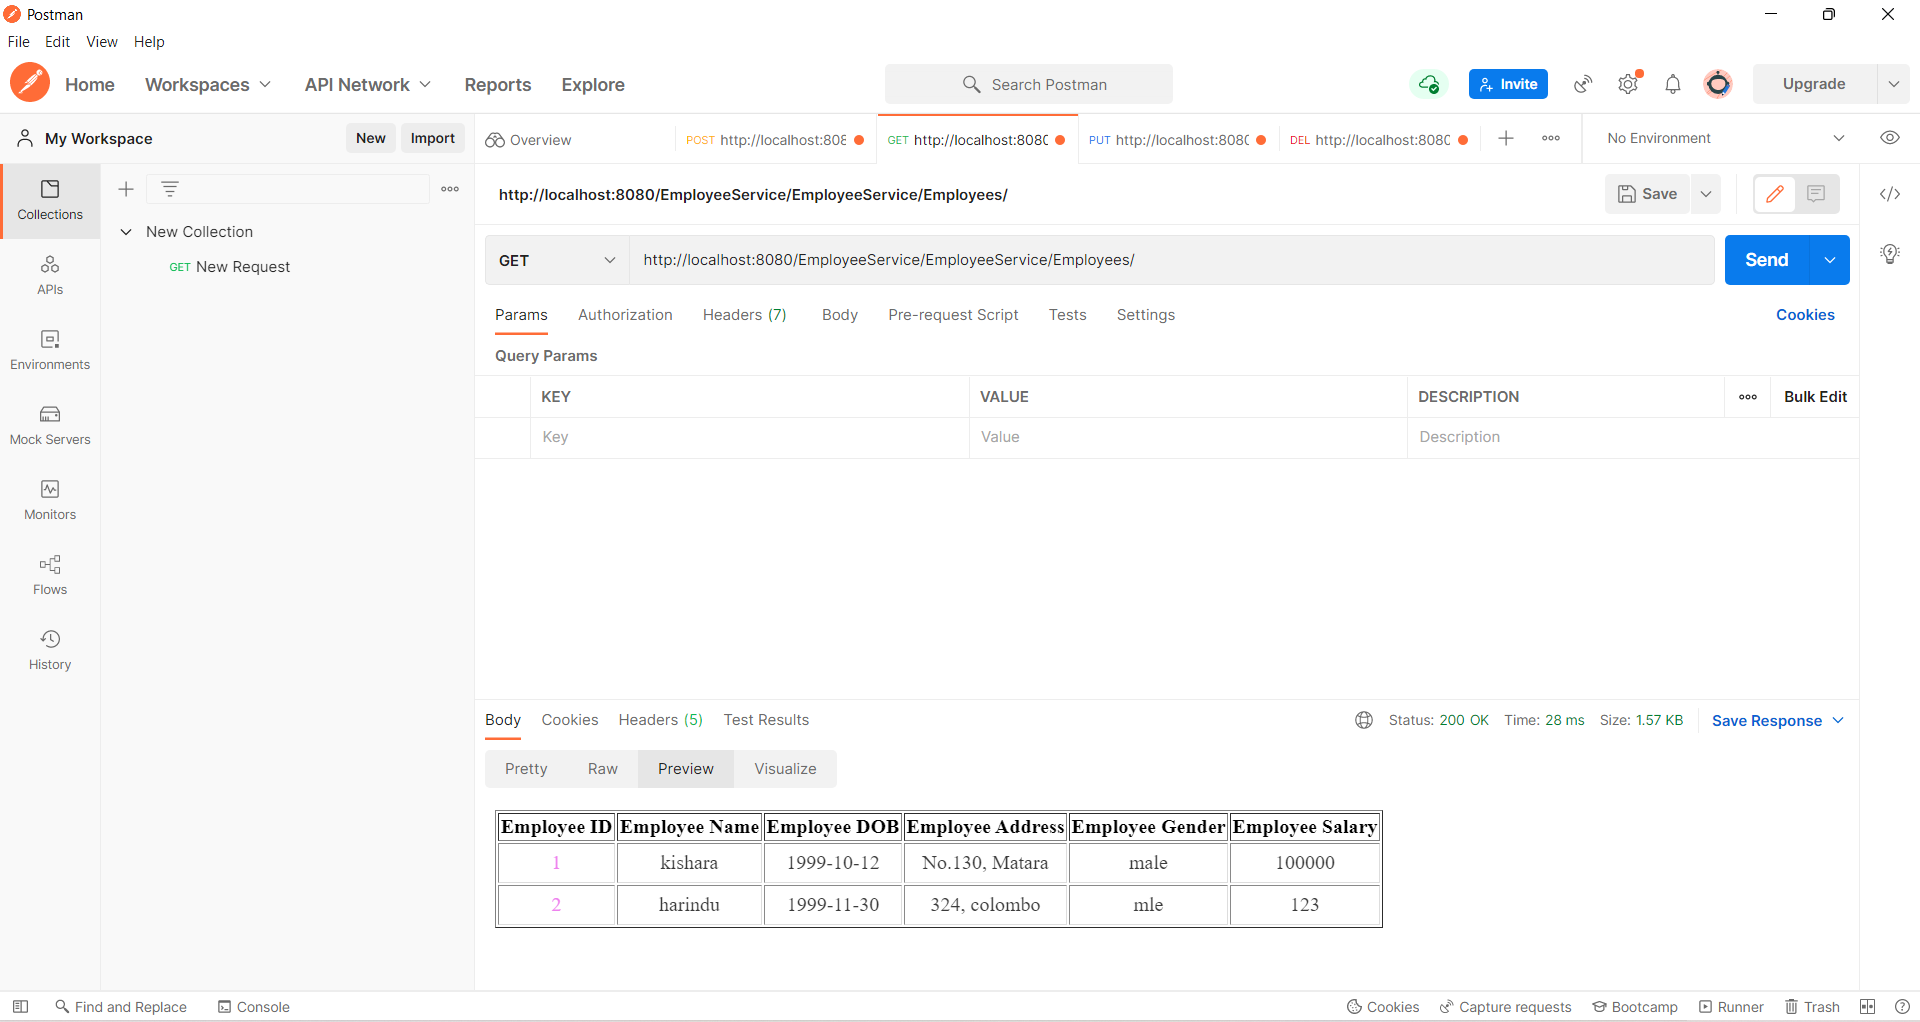 Postman
File Edit View Help
Home Workspaces API Network Reports Explore Search Postman Invite Upgrade
My Workspace New Import Overview POST http://localhost:808 GET http://localhost:8080 PUT http://localhost:8080 DEL http://localhost:8080 No Environment
Collections
APIs
Environments
Mock Servers
Monitors
Flows
History
New Collection
GET New Request
http://localhost:8080/EmployeeService/EmployeeService/Employees/ Save
GET http://localhost:8080/EmployeeService/EmployeeService/Employees/ Send
Params Authorization Headers (7) Body Pre-request Script Tests Settings Cookies
Query Params
KEY VALUE DESCRIPTION Bulk Edit
Key Value Description
Body Cookies Headers (5) Test Results Status: 200 OK Time: 28 ms Size: 1.57 KB Save Response
Pretty Raw Preview Visualize
Employee ID Employee Name Employee DOB Employee Address Employee Gender Employee Salary
1 kishara 1999-10-12 No.130, Matara male 100000
2 harindu 1999-11-30 324, colombo mle 123
Find and Replace Console Cookies Capture requests Bootcamp Runner Trash